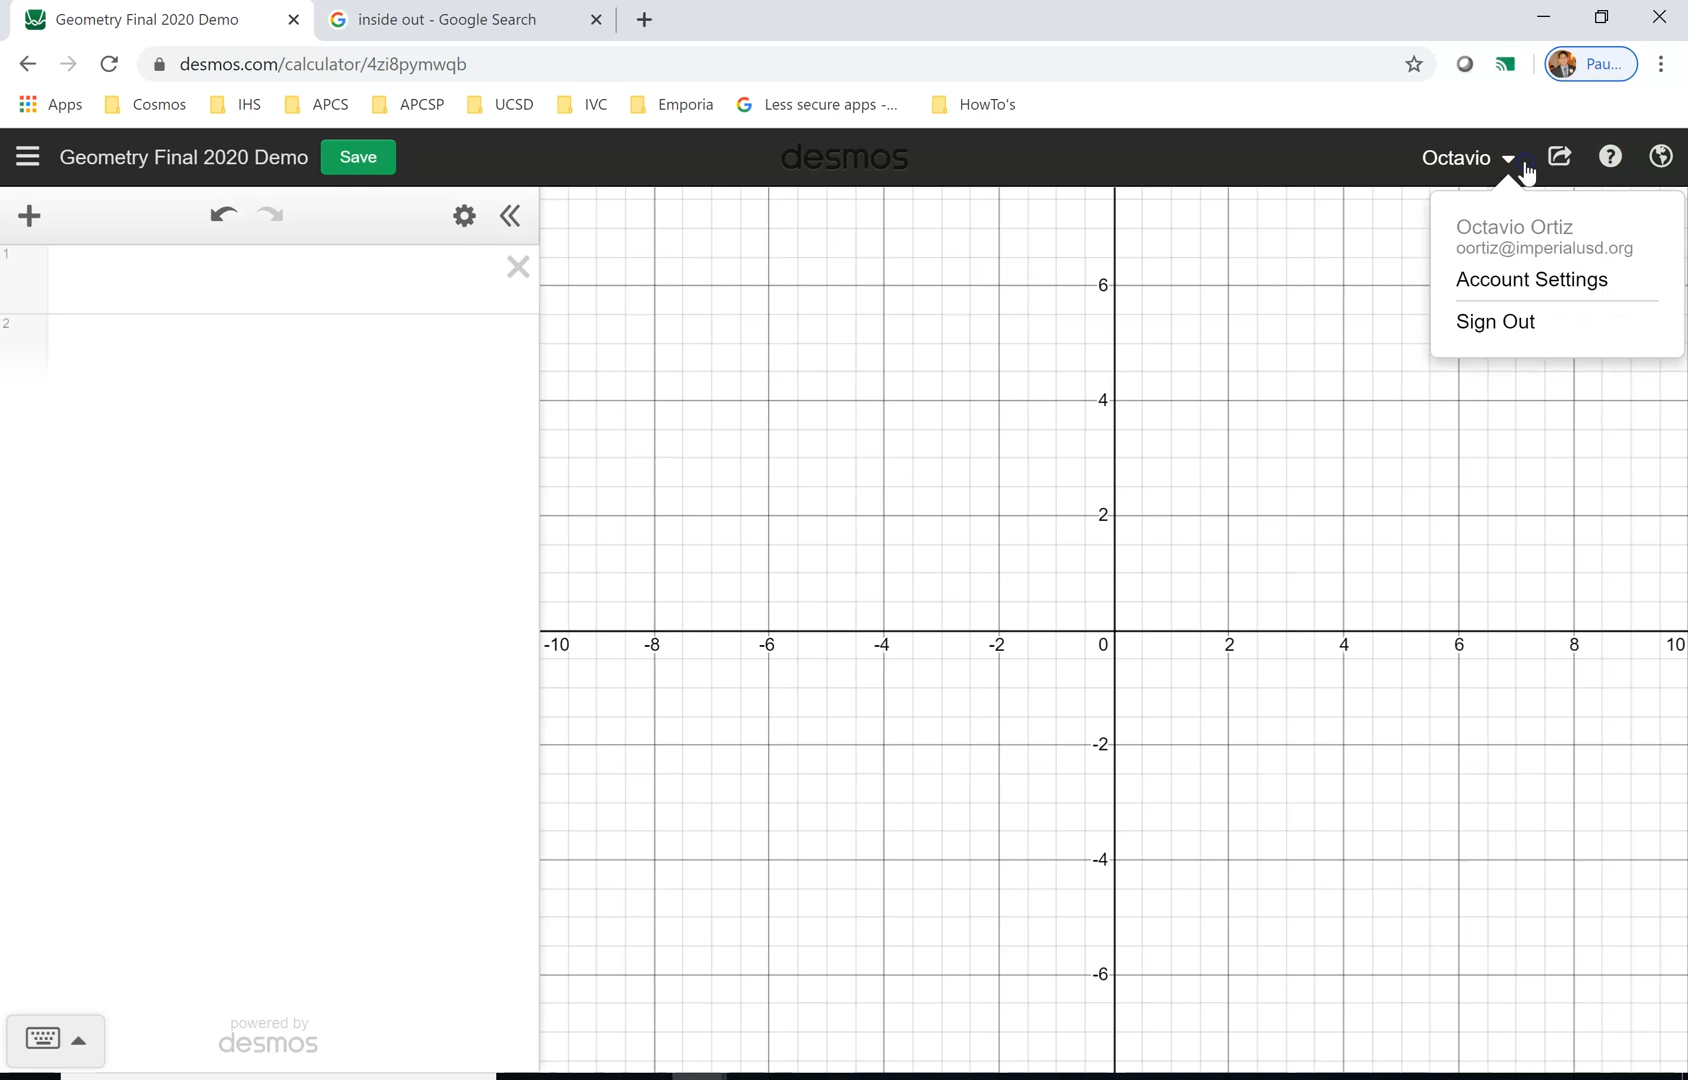 Geometry Final 2020 Demo
inside out - Google Search
desmos.com/calculator/4zi8pymwqb
Pau...
Apps
Cosmos
IHS
APCS
APCSP
UCSD
IVC
Emporia
Less secure apps -...
HowTo's
Geometry Final 2020 Demo
Save
desmos
Octavio
Octavio Ortiz
oortiz@imperialusd.org
Account Settings
Sign Out
1
2
6
4
2
-10
-8
-6
-4
-2
0
2
4
6
8
10
-2
-4
-6
powered by
desmos